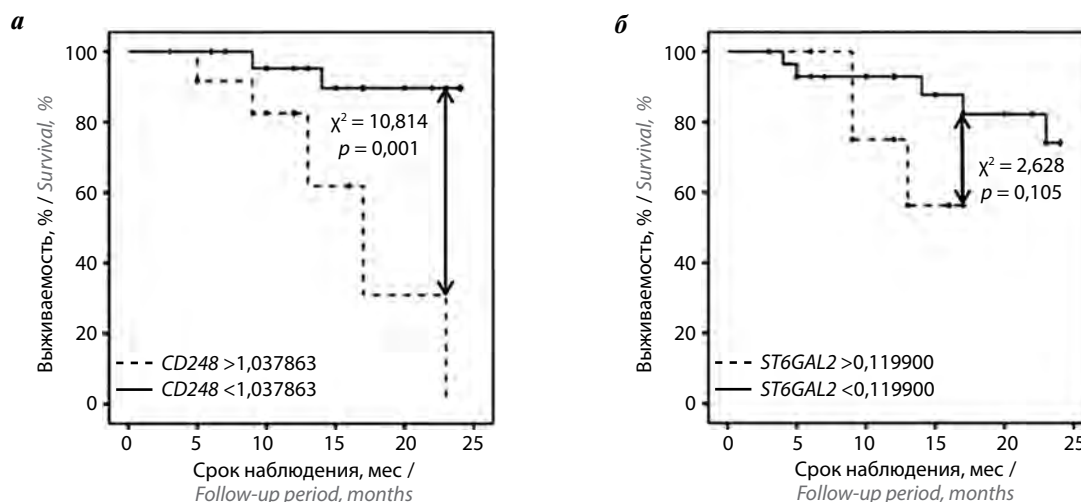 а
100
80
60
40
20
0
Выживаемость, % / Survival, %
χ² = 10,814
p = 0,001
CD248 >1,037863
CD248 <1,037863
0 5 10 15 20 25
Срок наблюдения, мес /
Follow-up period, months
б
100
80
60
40
20
0
Выживаемость, % / Survival, %
χ² = 2,628
p = 0,105
ST6GAL2 >0,119900
ST6GAL2 <0,119900
0 5 10 15 20 25
Срок наблюдения, мес /
Follow-up period, months